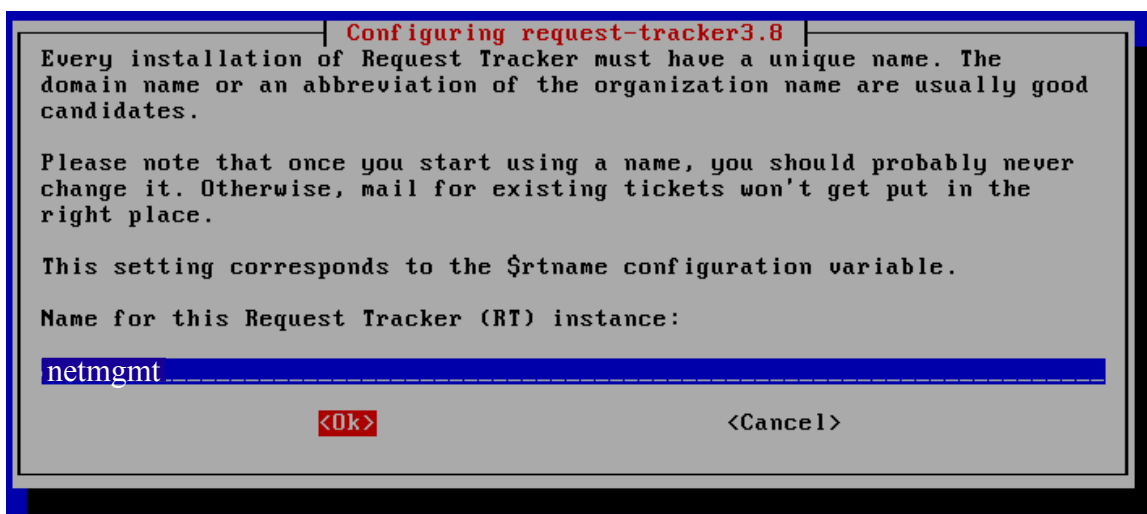 Configuring request-tracker3.8
Every installation of Request Tracker must have a unique name. The
domain name or an abbreviation of the organization name are usually good
candidates.
Please note that once you start using a name, you should probably never
change it. Otherwise, mail for existing tickets won't get put in the
right place.
This setting corresponds to the $rtname configuration variable.
Name for this Request Tracker (RT) instance:
netmgmt
<Ok> <Cancel>